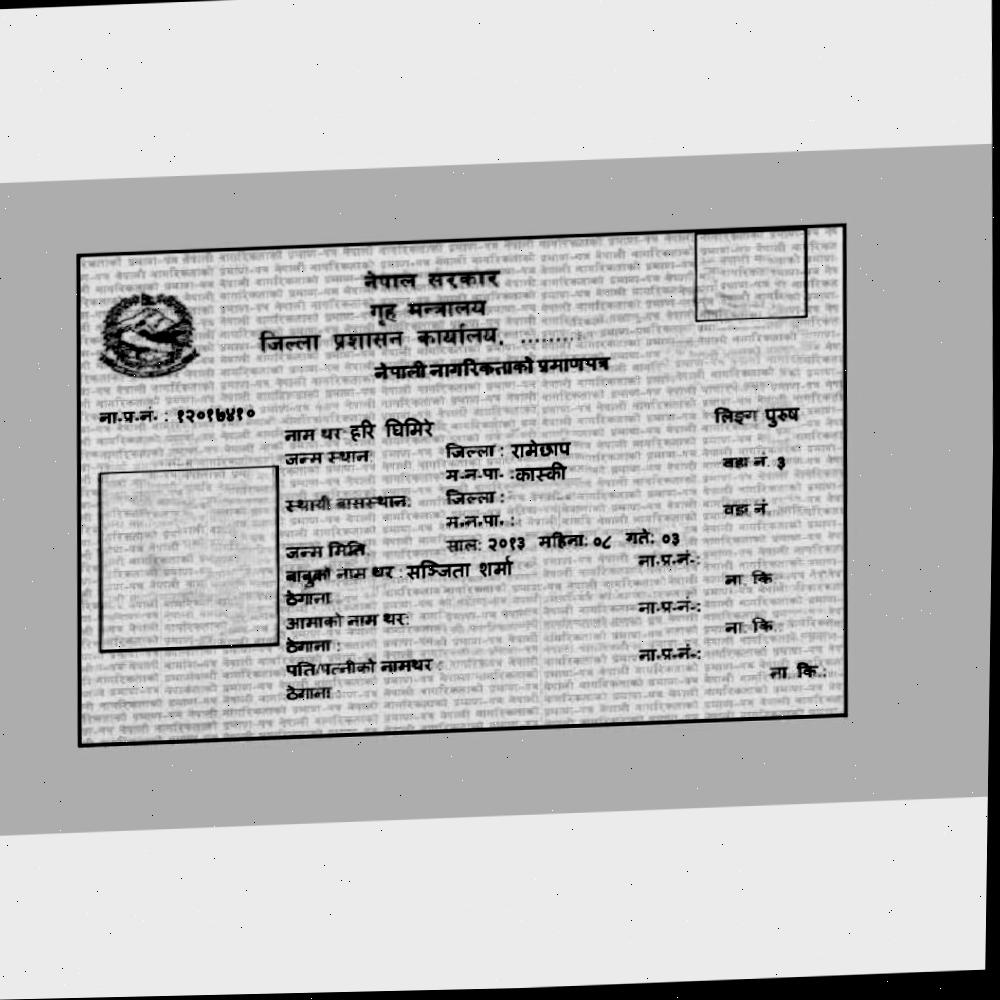 नेपाल सरकार
गृह मन्त्रालय
जिल्ला प्रशासन कार्यालय, ..........
नेपाली नागरिकताको प्रमाणपत्र
ना.प्र.नं. : १२०१७४१० लिङ्ग पुरुष
नाम थर हरि घिमिरे
जन्म स्थान जिल्ला : रामेछाप वडा नं. ३
म.न.पा. :कास्की
स्थायी बासस्थान: जिल्ला : वडा नं.
म.न.पा. :
जन्म मिति साल: २०१३ महिना: ०८ गते: ०३
बाबुको नाम थर : सञ्जिता शर्मा ना.प्र.नं.:
ठेगाना ना. कि
आमाको नाम थर: ना.प्र.नं.:
ठेगाना : ना. कि.:
पति/पत्नीको नामथर : ना.प्र.नं.:
ठेगाना : ना. कि.: